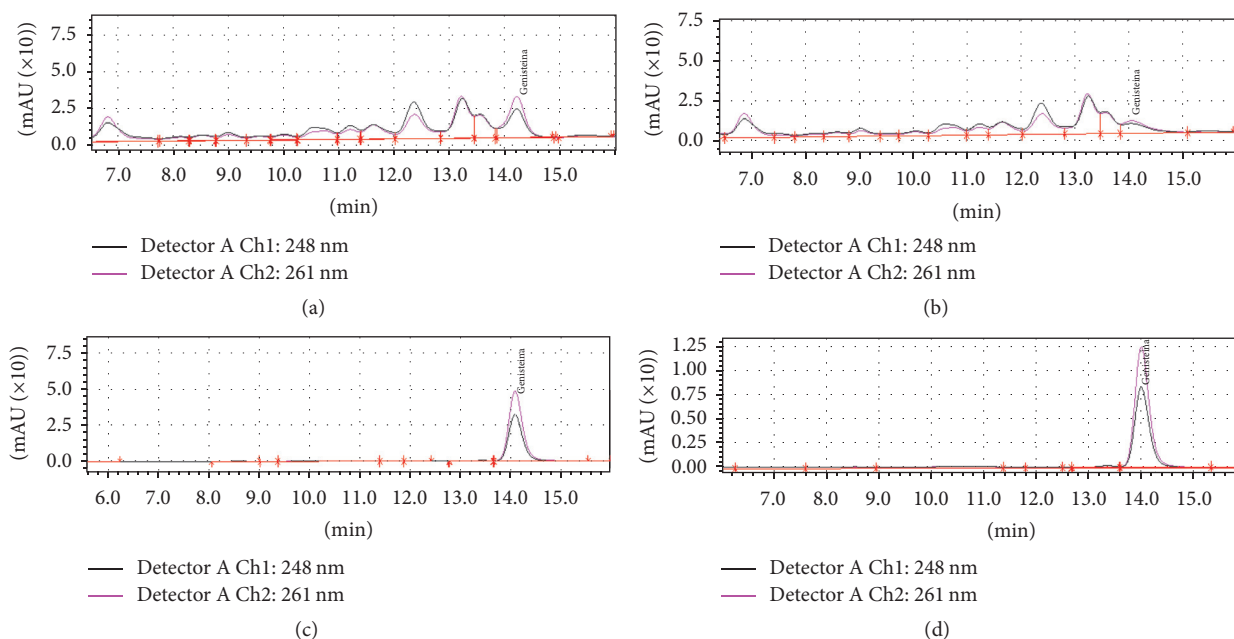 7.5
5.0
2.5
0.0
(mAU (×10))
Genisteina
7.0 8.0 9.0 10.0 11.0 12.0 13.0 14.0 15.0
(min)
Detector A Ch1: 248 nm
Detector A Ch2: 261 nm
(a)
7.5
5.0
2.5
0.0
(mAU (×10))
Genisteina
7.0 8.0 9.0 10.0 11.0 12.0 13.0 14.0 15.0
(min)
Detector A Ch1: 248 nm
Detector A Ch2: 261 nm
(b)
7.5
5.0
2.5
0.0
(mAU (×10))
Genisteina
6.0 7.0 8.0 9.0 10.0 11.0 12.0 13.0 14.0 15.0
(min)
Detector A Ch1: 248 nm
Detector A Ch2: 261 nm
(c)
1.25
1.00
0.75
0.50
0.25
0.00
(mAU (×10))
Genisteina
7.0 8.0 9.0 10.0 11.0 12.0 13.0 14.0 15.0
(min)
Detector A Ch1: 248 nm
Detector A Ch2: 261 nm
(d)